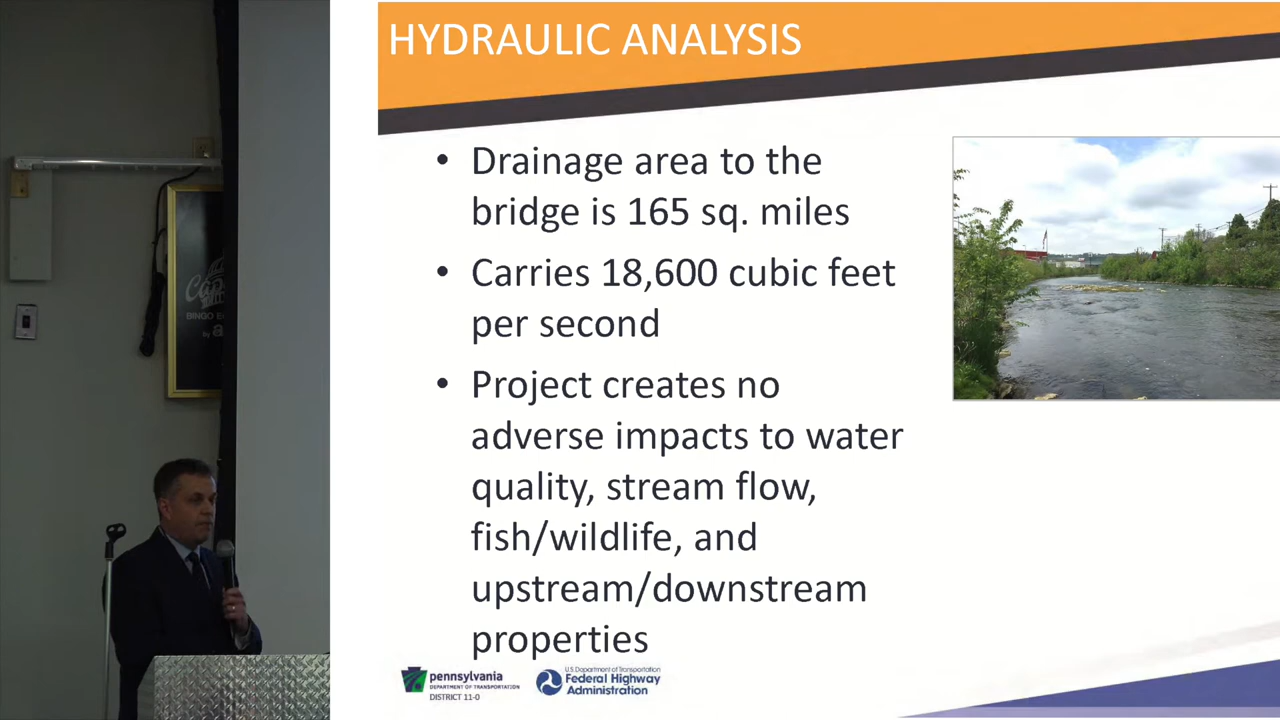 HYDRAULIC ANALYSIS
• Drainage area to the
bridge is 165 sq. miles
• Carries 18,600 cubic feet
per second
• Project creates no
adverse impacts to water
quality, stream flow,
fish/wildlife, and
upstream/downstream
properties
pennsylvania
DEPARTMENT OF TRANSPORTATION
DISTRICT 11-0
U.S. Department of Transportation
Federal Highway
Administration
BINGO
by